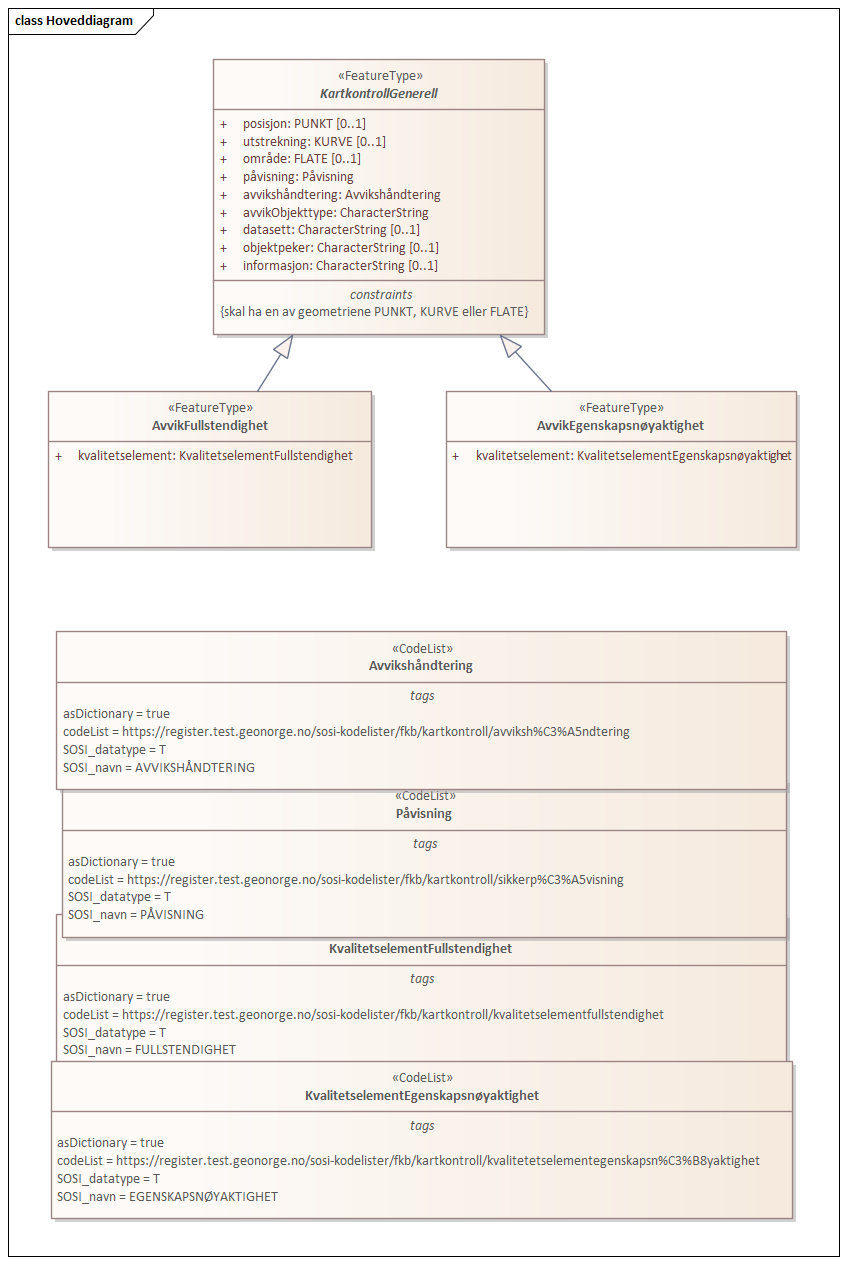 class Hoveddiagram
«FeatureType»
KartkontrollGenerell
+ posisjon: PUNKT [0..1]
+ utstrekning: KURVE [0..1]
+ område: FLATE [0..1]
+ påvisning: Påvisning
+ avvikshåndtering: Avvikshåndtering
+ avvikObjekttype: CharacterString
+ datasett: CharacterString [0..1]
+ objektpeker: CharacterString [0..1]
+ informasjon: CharacterString [0..1]
constraints
{skal ha en av geometriene PUNKT, KURVE eller FLATE}
«FeatureType»
AvvikFullstendighet
+ kvalitetselement: KvalitetselementFullstendighet
«FeatureType»
AvvikEgenskapsnøyaktighet
+ kvalitetselement: KvalitetselementEgenskapsnøyaktighet
«CodeList»
Avvikshåndtering
tags
asDictionary = true
codeList = https://register.test.geonorge.no/sosi-kodelister/fkb/kartkontroll/avviksh%C3%A5ndtering
SOSI_datatype = T
SOSI_navn = AVVIKSHÅNDTERING
«CodeList»
Påvisning
tags
asDictionary = true
codeList = https://register.test.geonorge.no/sosi-kodelister/fkb/kartkontroll/sikkerp%C3%A5visning
SOSI_datatype = T
SOSI_navn = PÅVISNING
KvalitetselementFullstendighet
tags
asDictionary = true
codeList = https://register.test.geonorge.no/sosi-kodelister/fkb/kartkontroll/kvalitetselementfullstendighet
SOSI_datatype = T
SOSI_navn = FULLSTENDIGHET
«CodeList»
KvalitetselementEgenskapsnøyaktighet
tags
asDictionary = true
codeList = https://register.test.geonorge.no/sosi-kodelister/fkb/kartkontroll/kvalitetetselementegenskapsn%C3%B8yaktighet
SOSI_datatype = T
SOSI_navn = EGENSKAPSNØYAKTIGHET